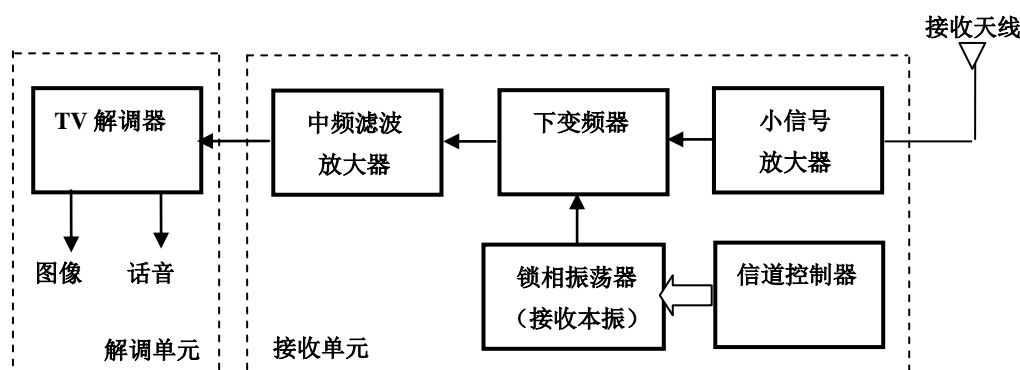 接收天线
TV 解调器
中频滤波
放大器
下变频器
小信号
放大器
图像
话音
锁相振荡器
（接收本振）
信道控制器
解调单元
接收单元